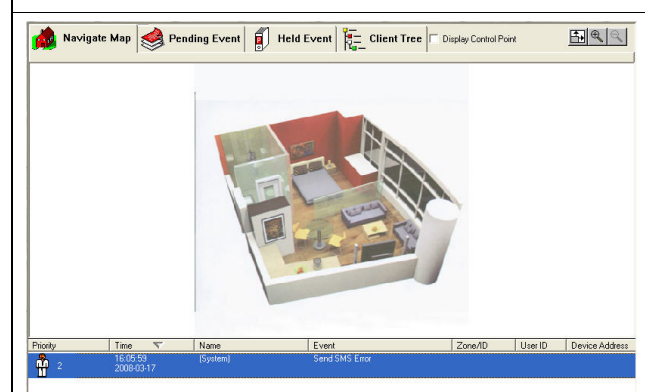 Navigate Map Pending Event Held Event Client Tree Display Control Point
Priority Time Name Event Zone/ID User ID Device Address
2 16:05:59 (System) Send SMS Error
2008-03-17